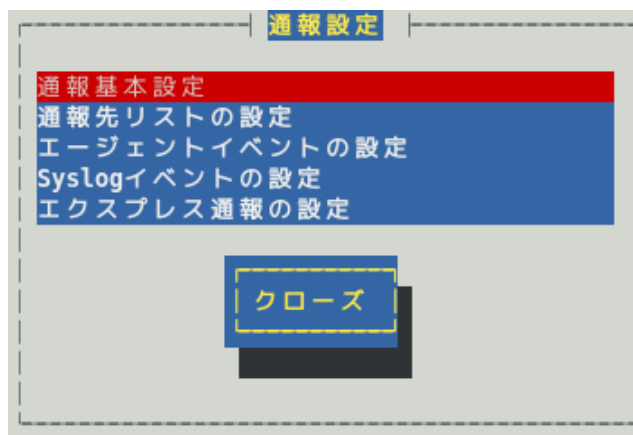 通報設定
通報基本設定
通報先リストの設定
エージェントイベントの設定
Syslogイベントの設定
エクスプレス通報の設定
クローズ